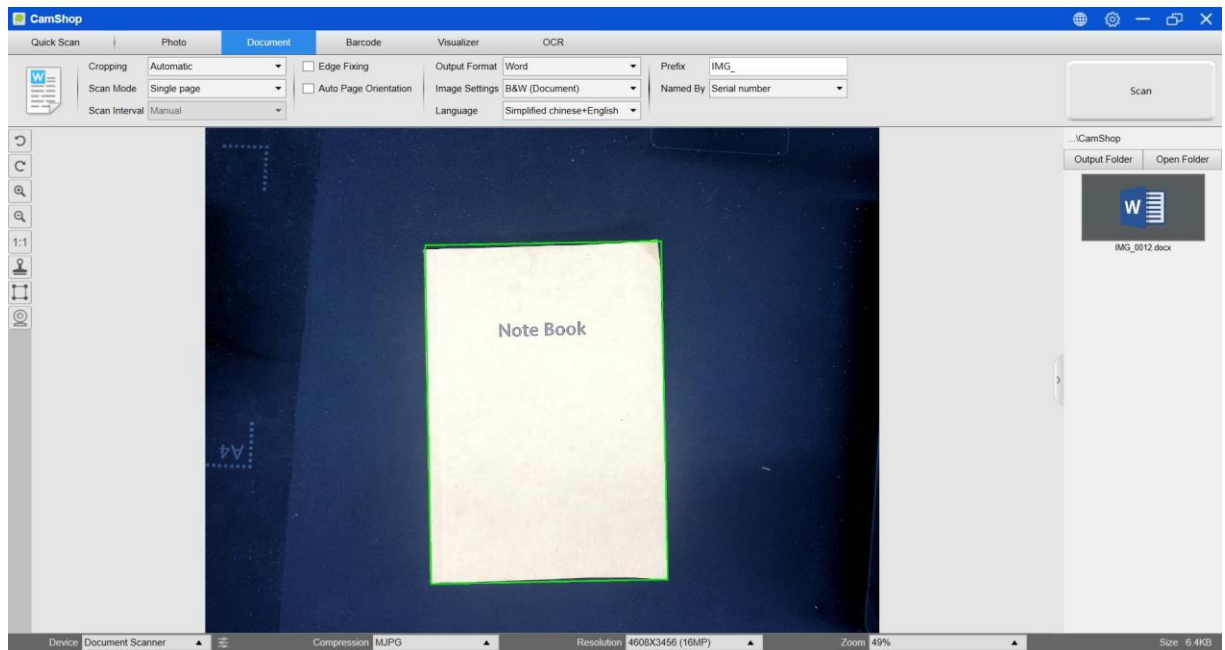 CamShop
Quick Scan
Photo
Document
Barcode
Visualizer
OCR
Cropping
Automatic
Edge Fixing
Output Format
Word
Prefix
IMG_
Scan Mode
Single page
Auto Page Orientation
Image Settings
B&W (Document)
Named By
Serial number
Scan Interval
Manual
Language
Simplified chinese+English
Scan
W
1:1
Note Book
A4
...\CamShop
Output Folder
Open Folder
W
IMG_0012.docx
Device
Document Scanner
Compression
MJPG
Resolution
4608X3456 (16MP)
Zoom
49%
Size 6.4KB